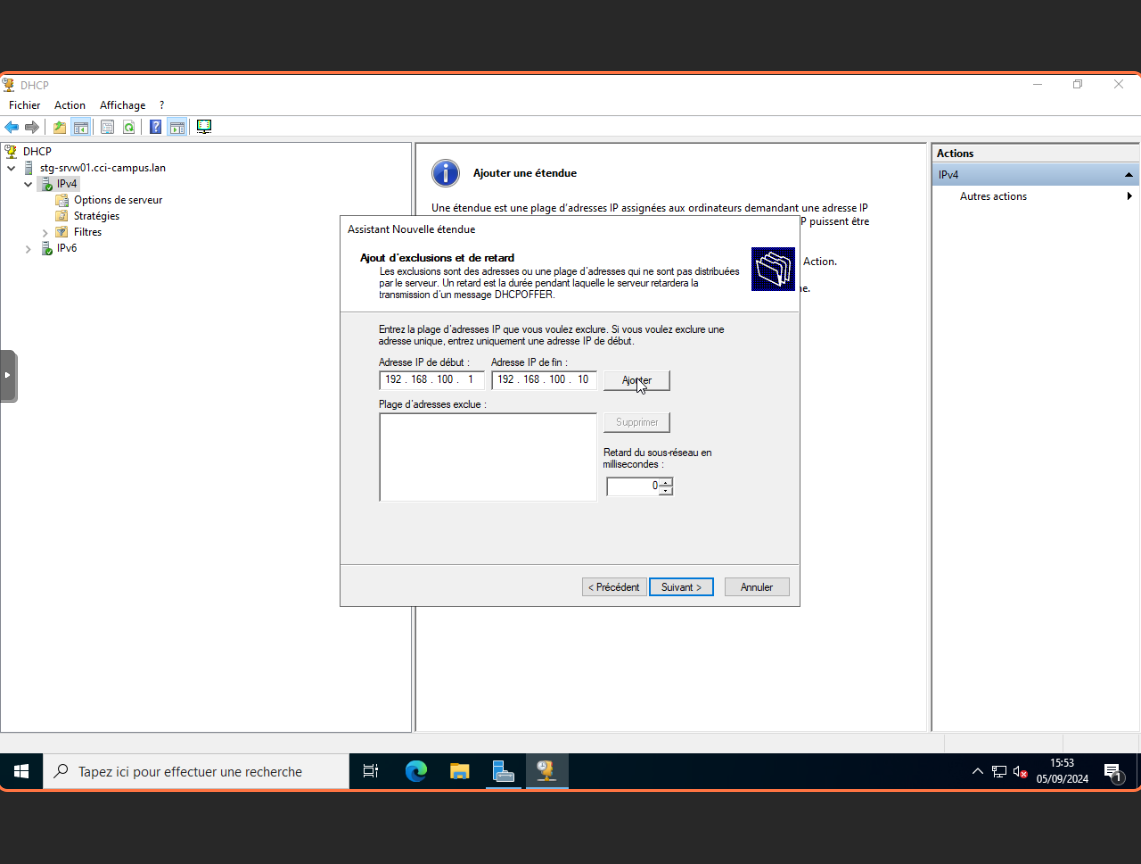 DHCP
Fichier Action Affichage ?
DHCP
stg-srvw01.cci-campus.lan
IPv4
Options de serveur
Stratégies
Filtres
IPv6
Ajouter une étendue
Une étendue est une plage d'adresses IP assignées aux ordinateurs demandant une adresse IP
P puissent être
Action.
ne.
Actions
IPv4
Autres actions
Assistant Nouvelle étendue
Ajout d'exclusions et de retard
Les exclusions sont des adresses ou une plage d'adresses qui ne sont pas distribuées
par le serveur. Un retard est la durée pendant laquelle le serveur retardera la
transmission d'un message DHCPOFFER.
Entrez la plage d'adresses IP que vous voulez exclure. Si vous voulez exclure une
adresse unique, entrez uniquement une adresse IP de début.
Adresse IP de début : Adresse IP de fin :
192 . 168 . 100 . 1 192 . 168 . 100 . 10 Ajouter
Plage d'adresses exclue :
Supprimer
Retard du sous-réseau en
millisecondes :
0
< Précédent Suivant > Annuler
Tapez ici pour effectuer une recherche
15:53
05/09/2024
1